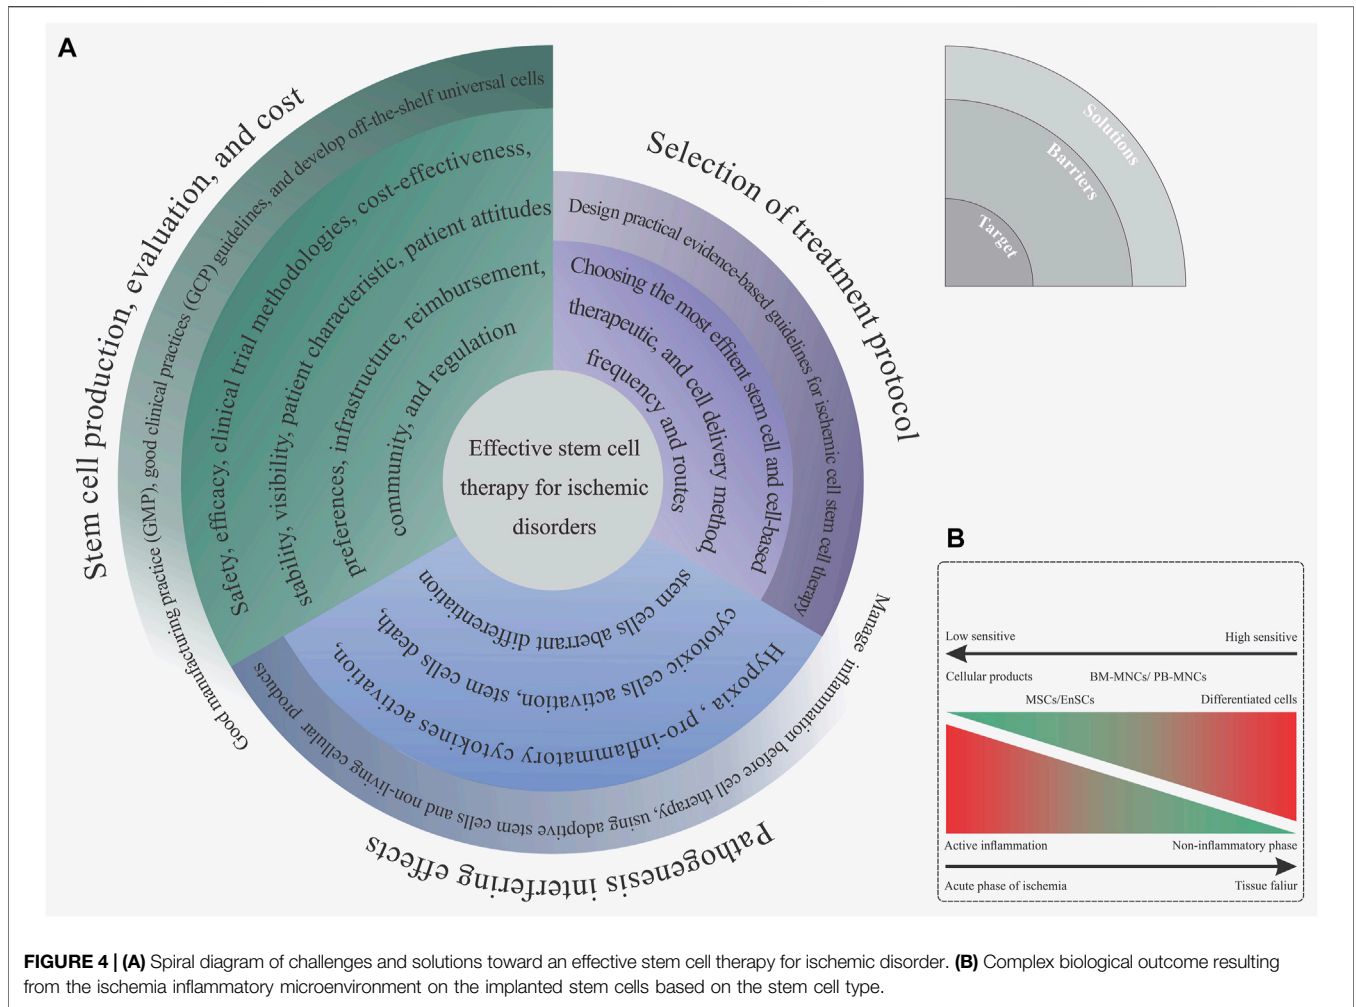 A
Stem cell production, evaluation, and cost
Good manufacturing practice (GMP), good clinical practices (GCP) guidelines, and develop off-the-shelf universal cells
Safety, efficacy, clinical trial methodologies, cost-effectiveness,
stability, visibility, patient characteristic, patient attitudes
preferences, infrastructure, reimbursement,
community, and regulation
Selection of treatment protocol
Design practical evidence-based guidelines for ischemic cell stem cell therapy
Choosing the most effitent stem cell and cell-based
therapeutic, and cell delivery method,
frequency and routes
Effective stem cell
therapy for ischemic
disorders
Pathogenesis interfering effects
Manage inflammation before cell therapy, using adoptive stem cells and non-living cellular products
Hypoxia , pro-inflammatory cytokines activation,
cytotoxic cells activation, stem cells death,
stem cells aberrant differentiation
Solutions
Barriers
Target
B
Low sensitive High sensitive
Cellular products BM-MNCs/ PB-MNCs
MSCs/EnSCs Differentiated cells
Active inflammation Non-inflammatory phase
Acute phase of ischemia Tissue faliur
FIGURE 4 | (A) Spiral diagram of challenges and solutions toward an effective stem cell therapy for ischemic disorder. (B) Complex biological outcome resulting
from the ischemia inflammatory microenvironment on the implanted stem cells based on the stem cell type.